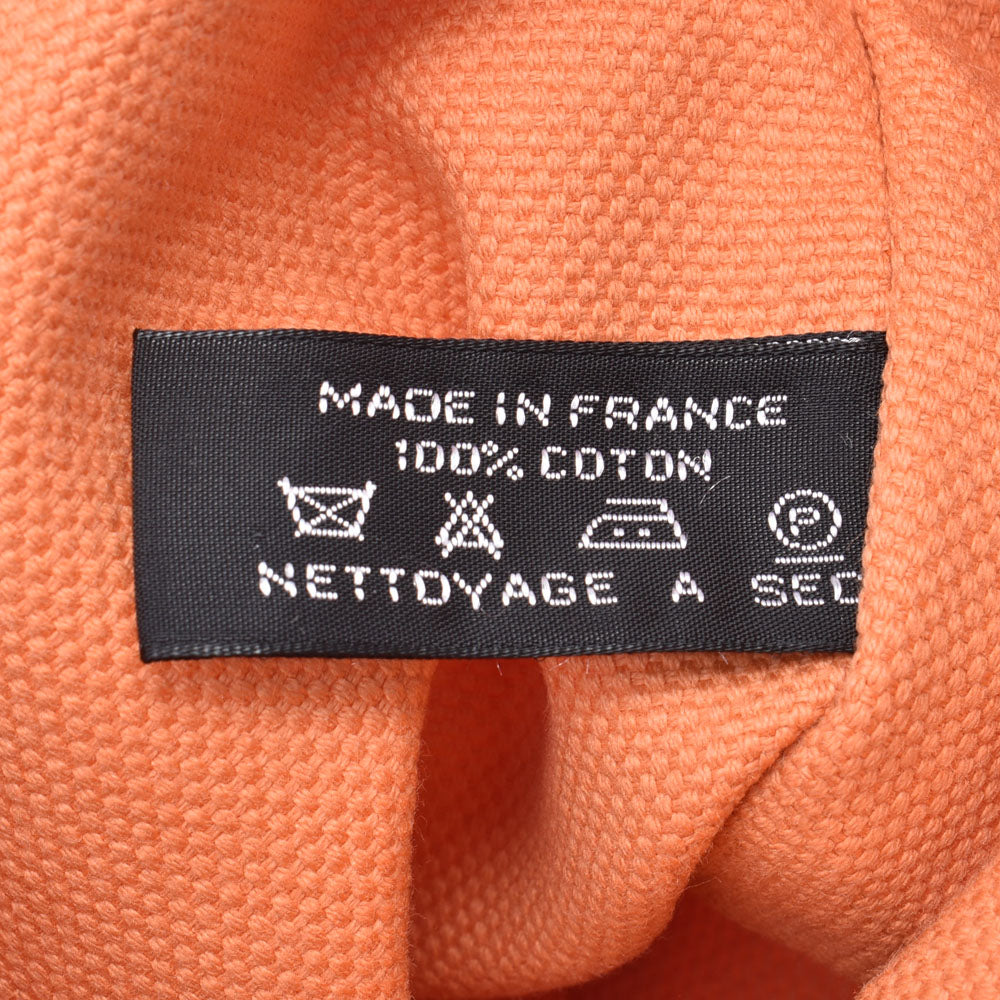 MADE IN FRANCE
100% COTON
P
NETTOYAGE A SEC